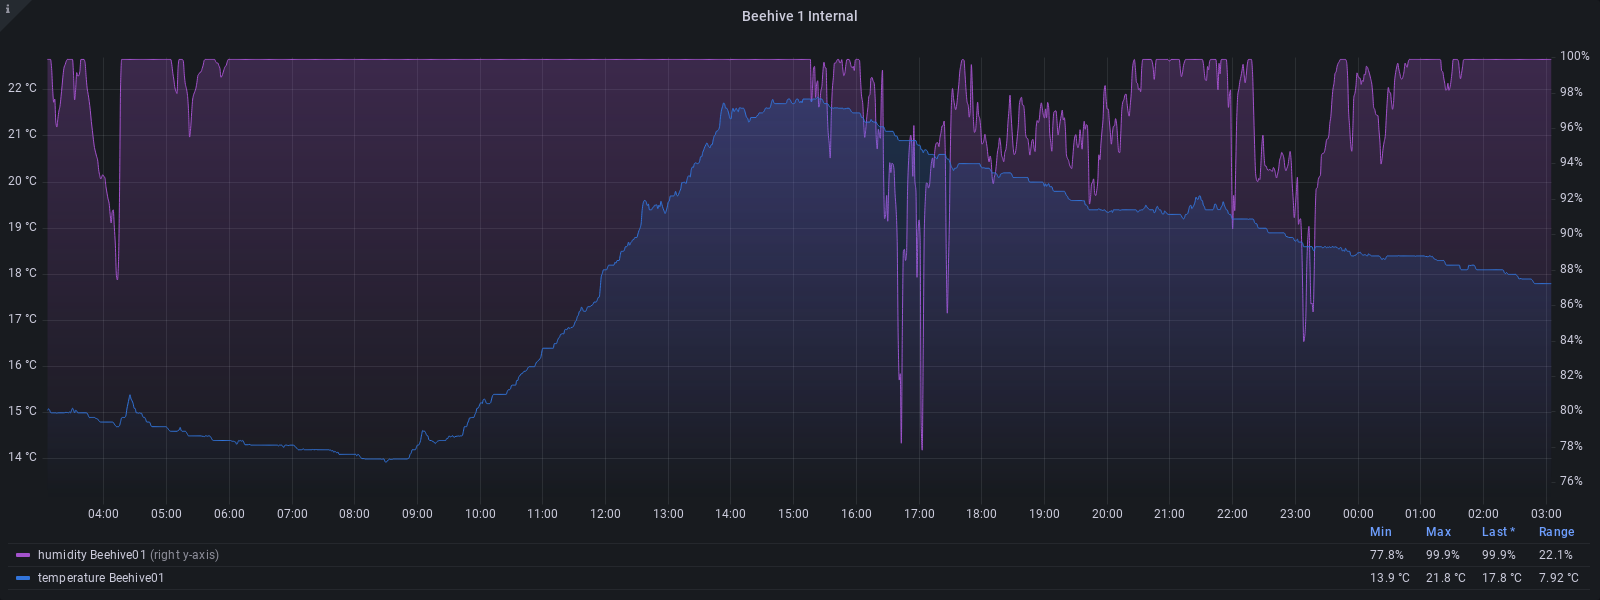 i
Beehive 1 Internal
22 °C
21 °C
20 °C
19 °C
18 °C
17 °C
16 °C
15 °C
14 °C
100%
98%
96%
94%
92%
90%
88%
86%
84%
82%
80%
78%
76%
04:00 05:00 06:00 07:00 08:00 09:00 10:00 11:00 12:00 13:00 14:00 15:00 16:00 17:00 18:00 19:00 20:00 21:00 22:00 23:00 00:00 01:00 02:00 03:00
Min Max Last * Range
humidity Beehive01 (right y-axis) 77.8% 99.9% 99.9% 22.1%
temperature Beehive01 13.9 °C 21.8 °C 17.8 °C 7.92 °C